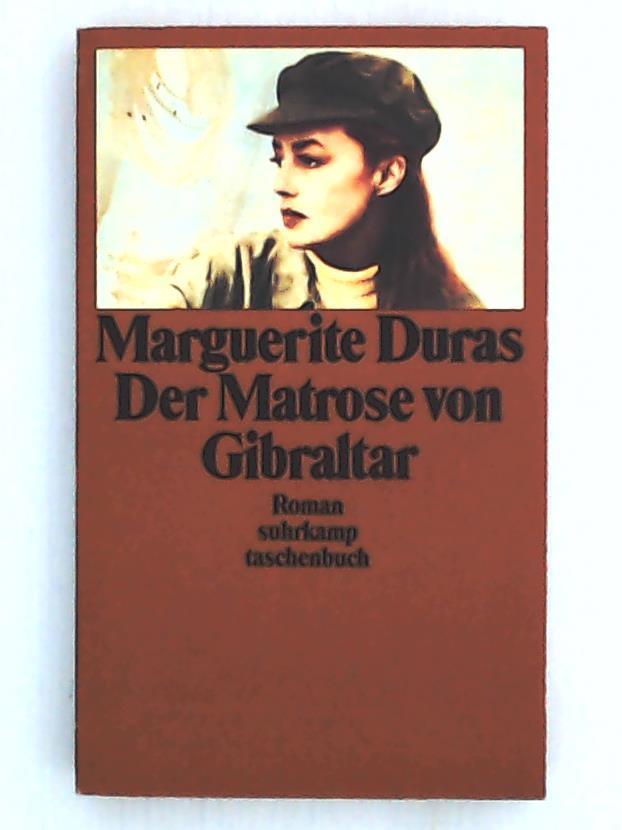 Marguerite Duras
Der Matrose von
Gibraltar
Roman
suhrkamp
taschenbuch